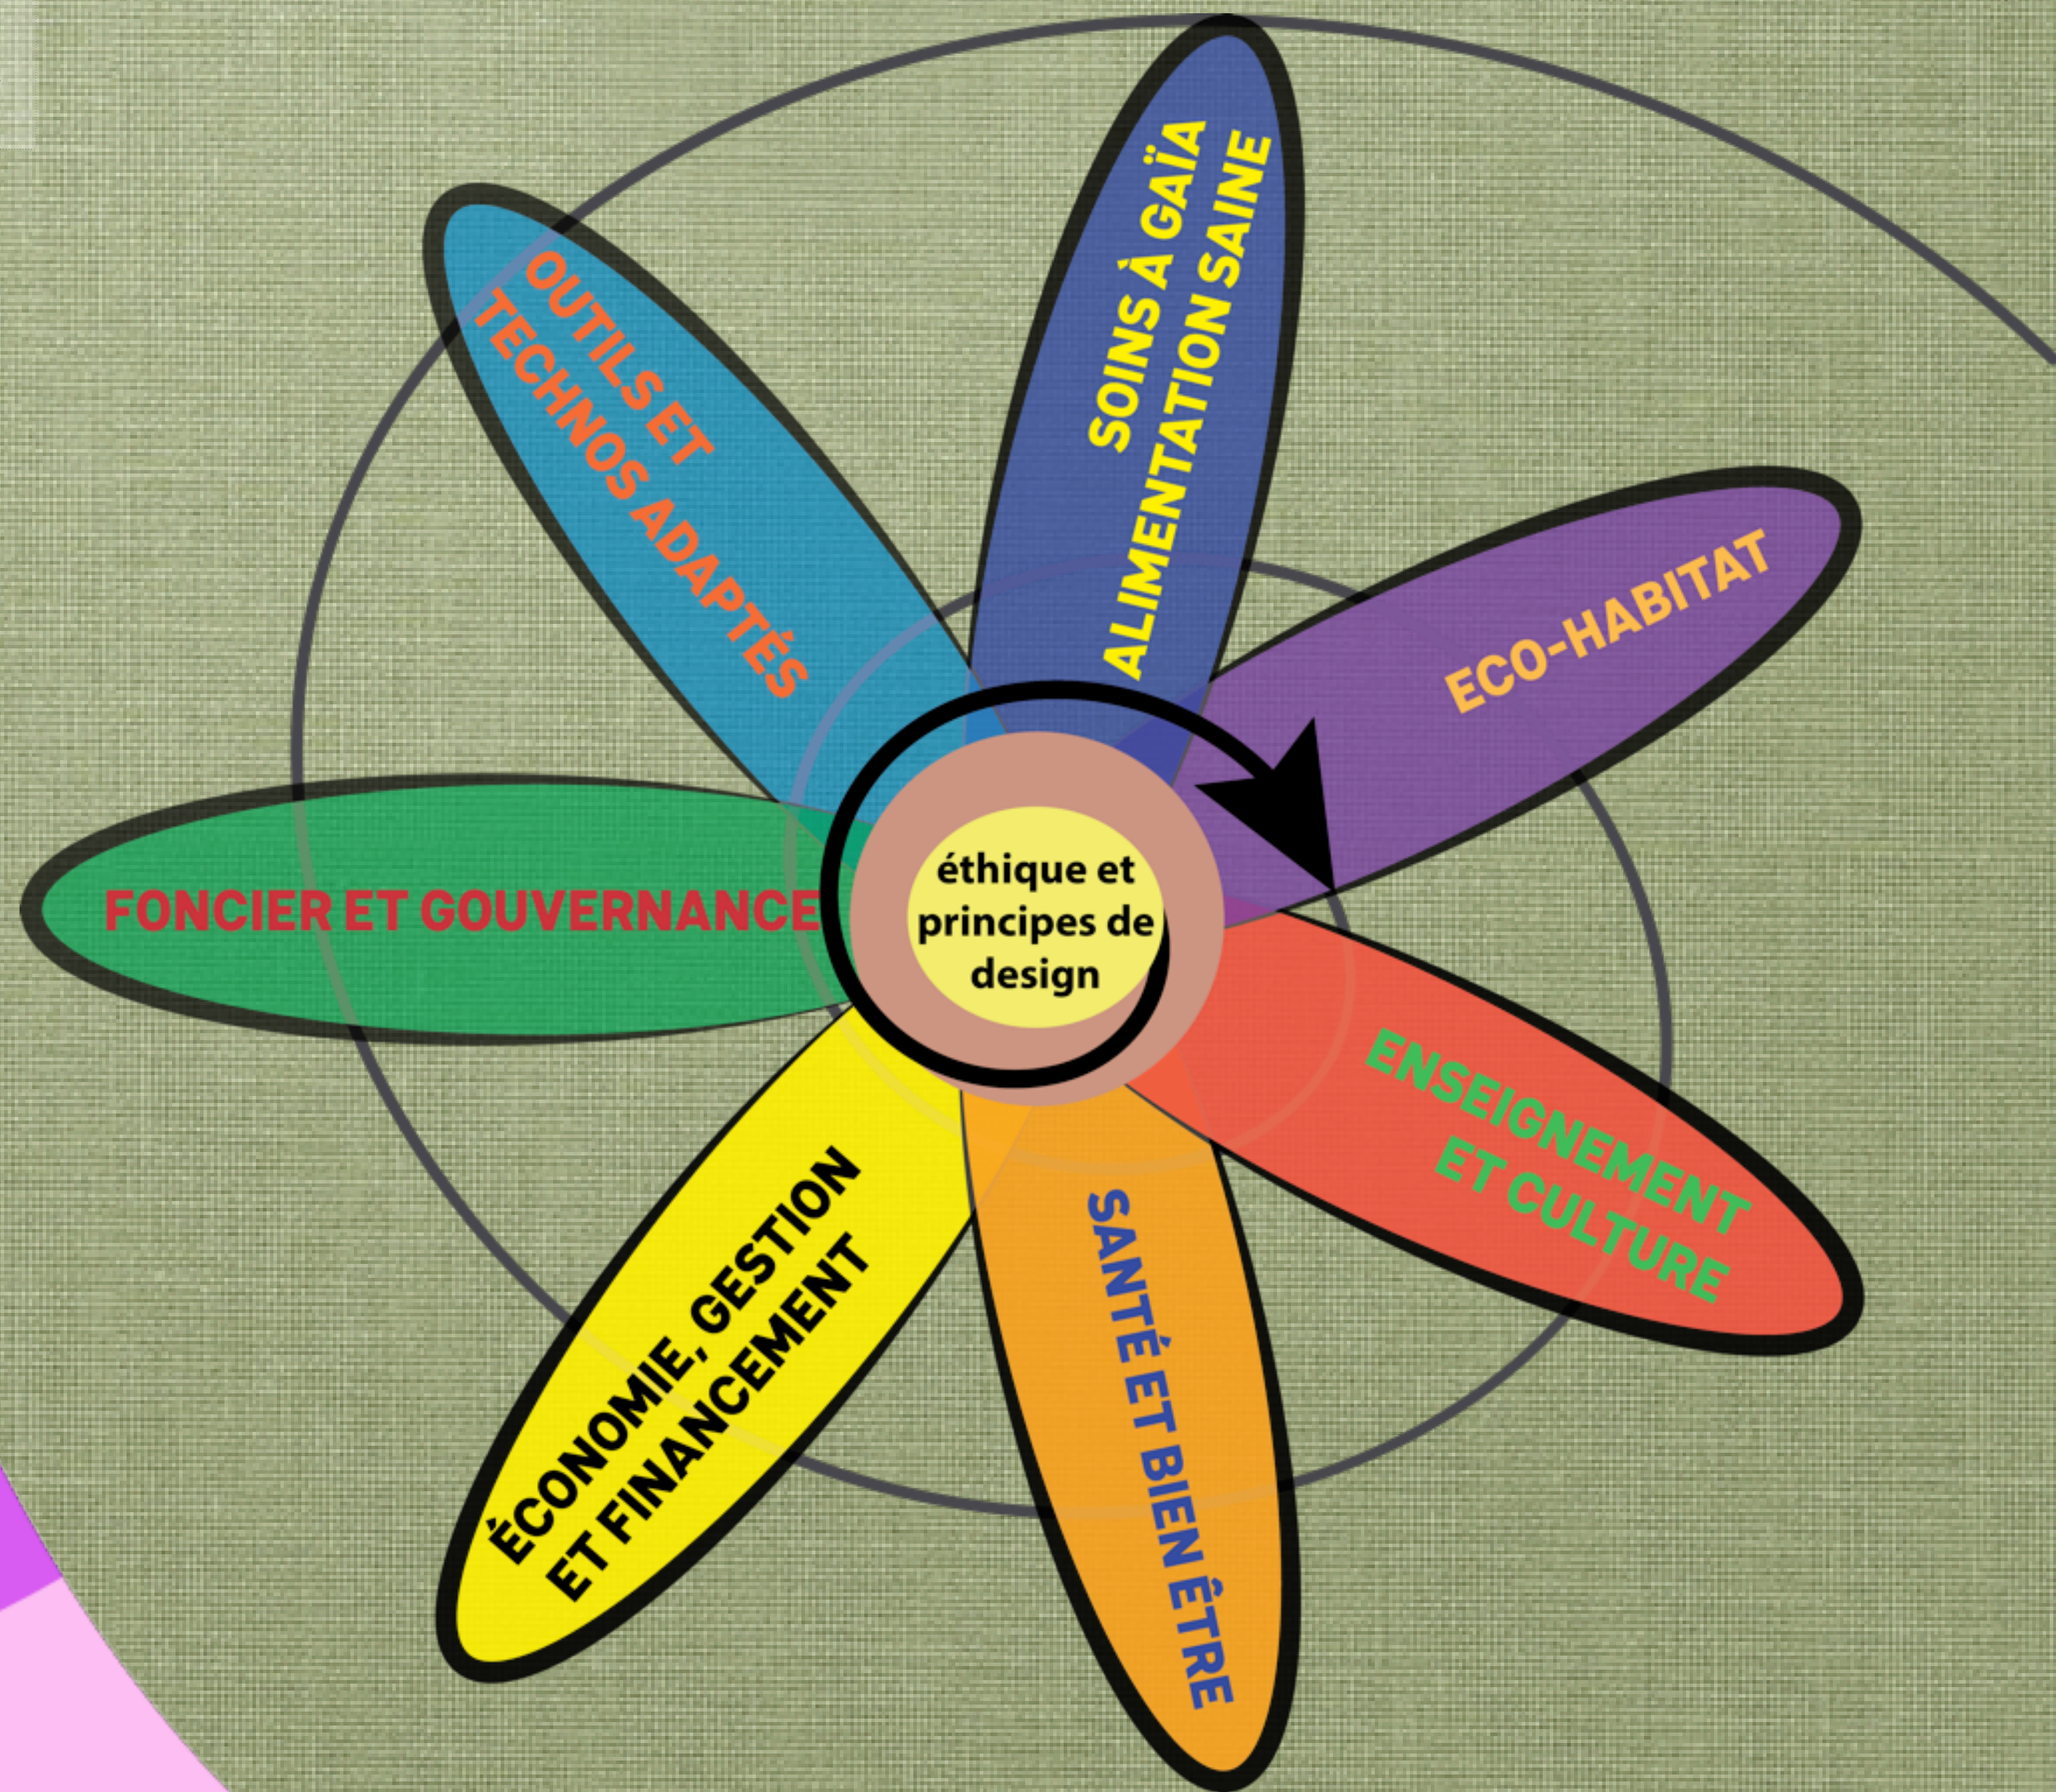 SOINS À GAÏA
ALIMENTATION SAINE
ECO-HABITAT
ENSEIGNEMENT
ET CULTURE
SANTÉ ET BIEN ÊTRE
ÉCONOMIE, GESTION
ET FINANCEMENT
FONCIER ET GOUVERNANCE
OUTILS ET
TECHNOS ADAPTÉS
éthique et
principes de
design